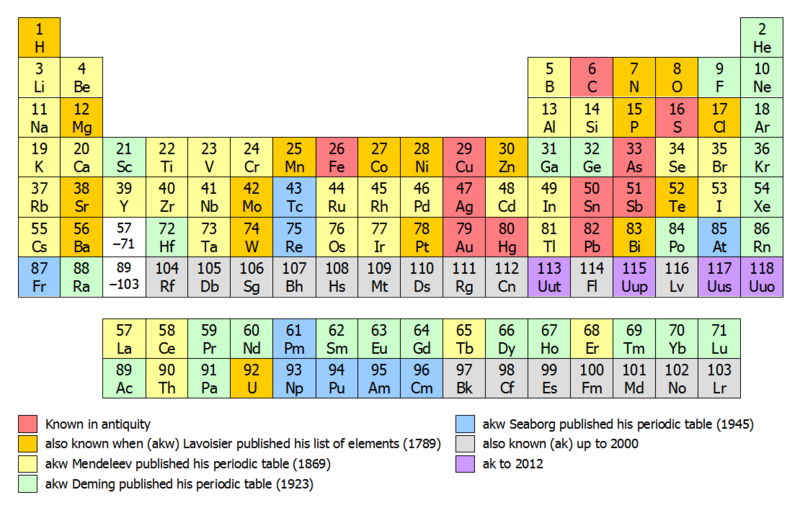 1 2
H He
3 4 5 6 7 8 9 10
Li Be B C N O F Ne
11 12 13 14 15 16 17 18
Na Mg Al Si P S Cl Ar
19 20 21 22 23 24 25 26 27 28 29 30 31 32 33 34 35 36
K Ca Sc Ti V Cr Mn Fe Co Ni Cu Zn Ga Ge As Se Br Kr
37 38 39 40 41 42 43 44 45 46 47 48 49 50 51 52 53 54
Rb Sr Y Zr Nb Mo Tc Ru Rh Pd Ag Cd In Sn Sb Te I Xe
55 56 57 72 73 74 75 76 77 78 79 80 81 82 83 84 85 86
Cs Ba –71 Hf Ta W Re Os Ir Pt Au Hg Tl Pb Bi Po At Rn
87 88 89 104 105 106 107 108 109 110 111 112 113 114 115 116 117 118
Fr Ra –103 Rf Db Sg Bh Hs Mt Ds Rg Cn Uut Fl Uup Lv Uus Uuo
57 58 59 60 61 62 63 64 65 66 67 68 69 70 71
La Ce Pr Nd Pm Sm Eu Gd Tb Dy Ho Er Tm Yb Lu
89 90 91 92 93 94 95 96 97 98 99 100 101 102 103
Ac Th Pa U Np Pu Am Cm Bk Cf Es Fm Md No Lr
Known in antiquity
also known when (akw) Lavoisier published his list of elements (1789)
akw Mendeleev published his periodic table (1869)
akw Deming published his periodic table (1923)
akw Seaborg published his periodic table (1945)
also known (ak) up to 2000
ak to 2012